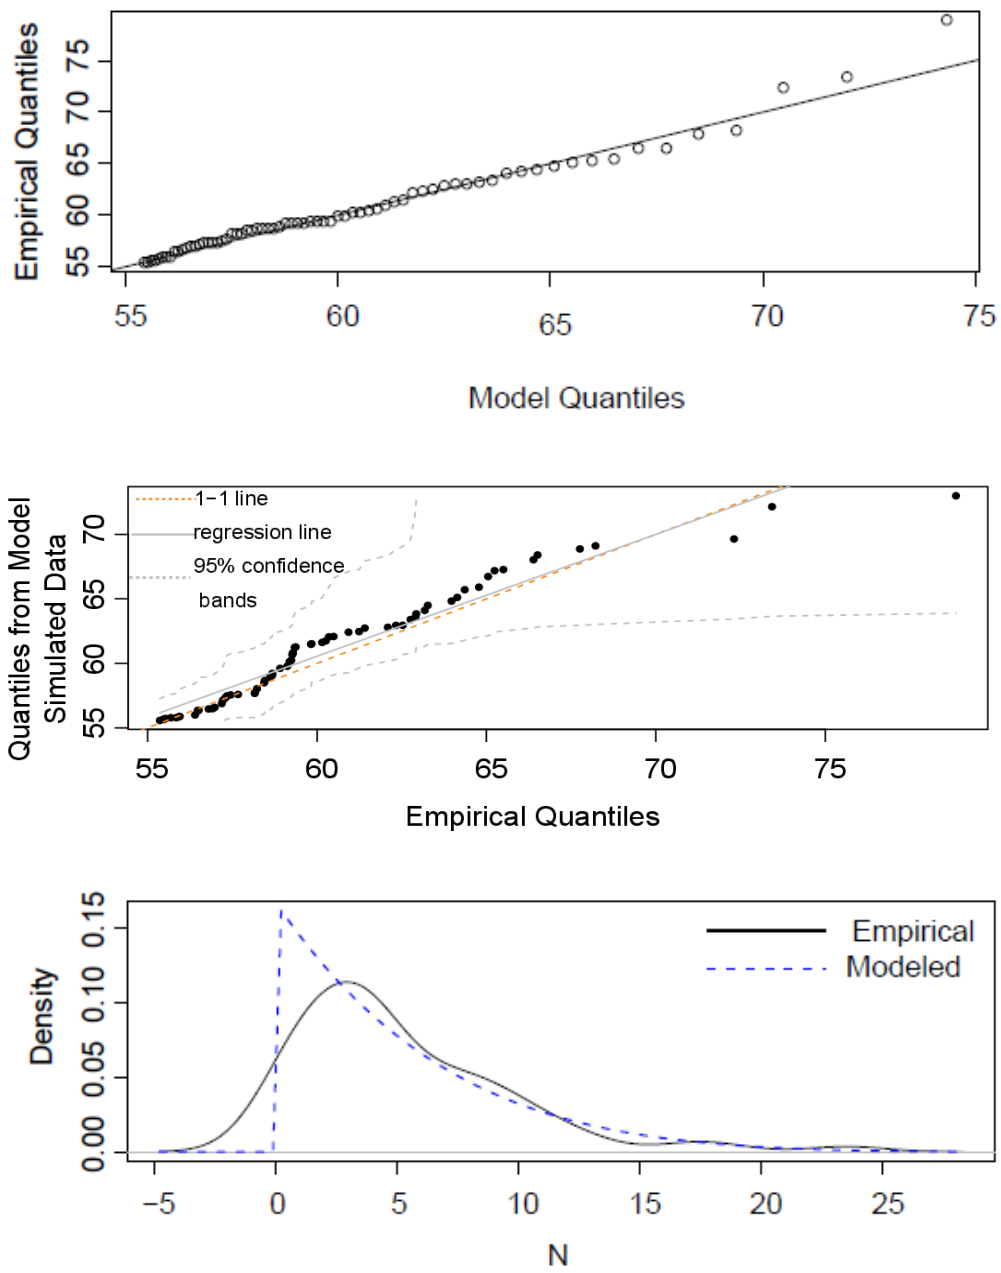 Empirical Quantiles
75
70
65
60
55
55 60 65 70 75
Model Quantiles
Quantiles from Model
Simulated Data
1−1 line
regression line
95% confidence
bands
70
65
60
55
55 60 65 70 75
Empirical Quantiles
Density
0.15
0.10
0.05
0.00
Empirical
Modeled
−5 0 5 10 15 20 25
N